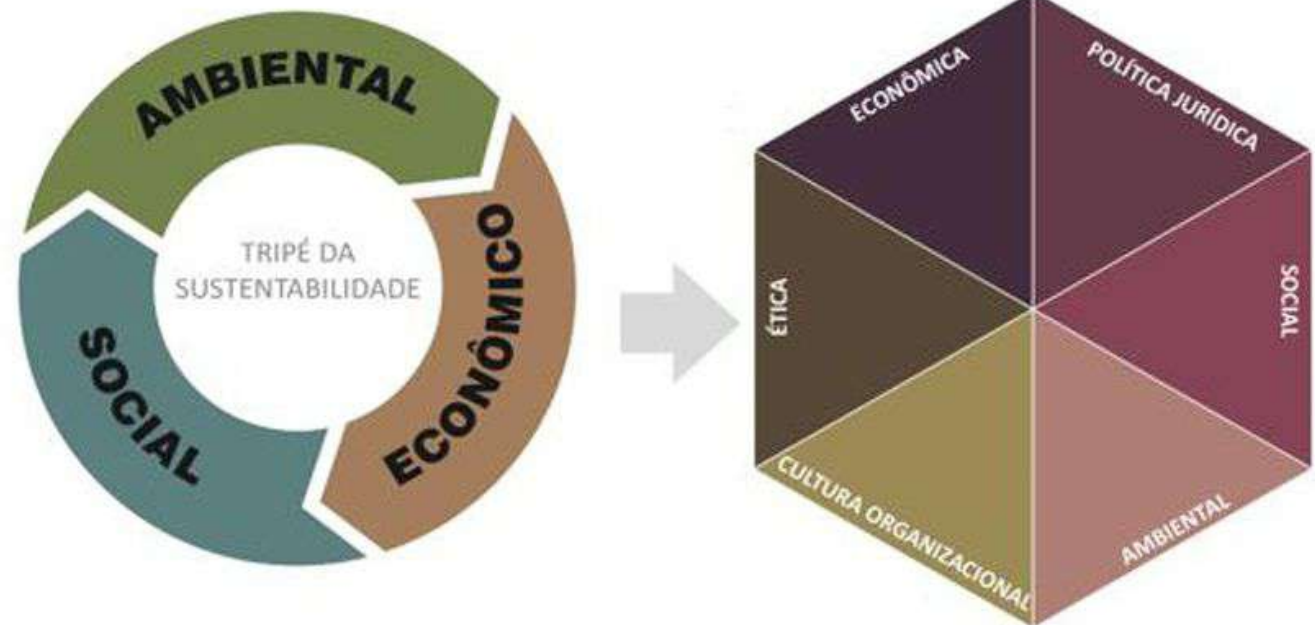 AMBIENTAL
TRIPÉ DA
SUSTENTABILIDADE
ECONÔMICO
SOCIAL
ECONÔMICA
POLÍTICA JURÍDICA
SOCIAL
AMBIENTAL
CULTURA ORGANIZACIONAL
ÉTICA